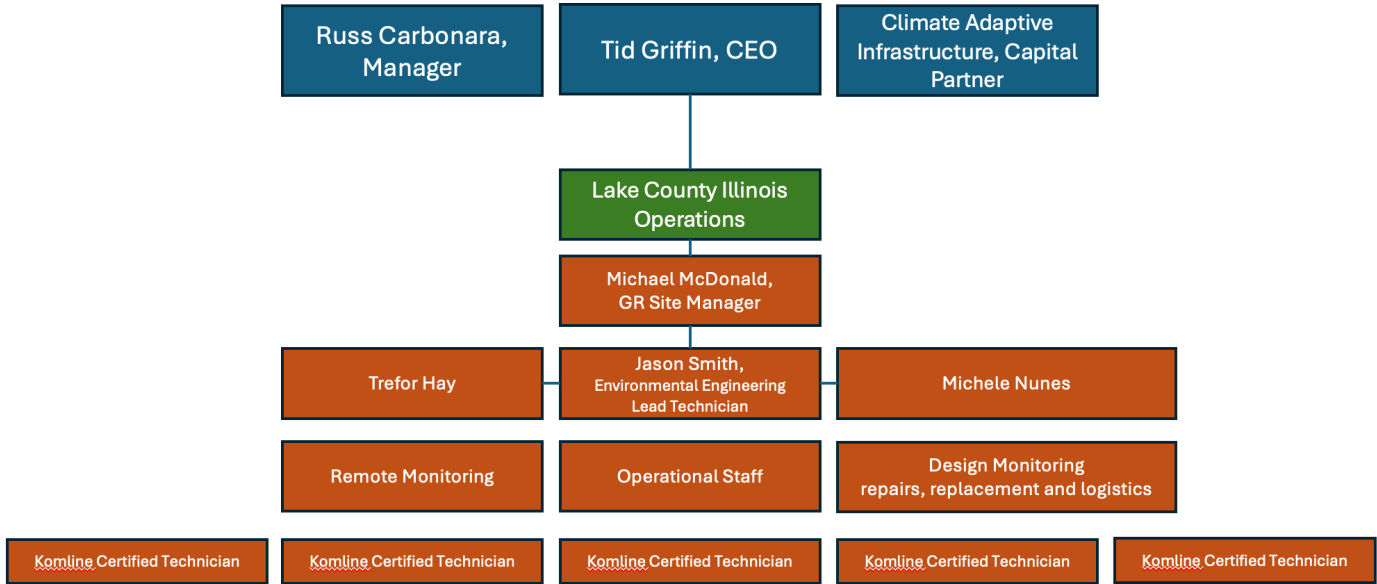 Russ Carbonara,
Manager
Tid Griffin, CEO
Climate Adaptive
Infrastructure, Capital
Partner
Lake County Illinois
Operations
Michael McDonald,
GR Site Manager
Trefor Hay
Jason Smith,
Environmental Engineering
Lead Technician
Michele Nunes
Remote Monitoring
Operational Staff
Design Monitoring
repairs, replacement and logistics
Komline Certified Technician
Komline Certified Technician
Komline Certified Technician
Komline Certified Technician
Komline Certified Technician